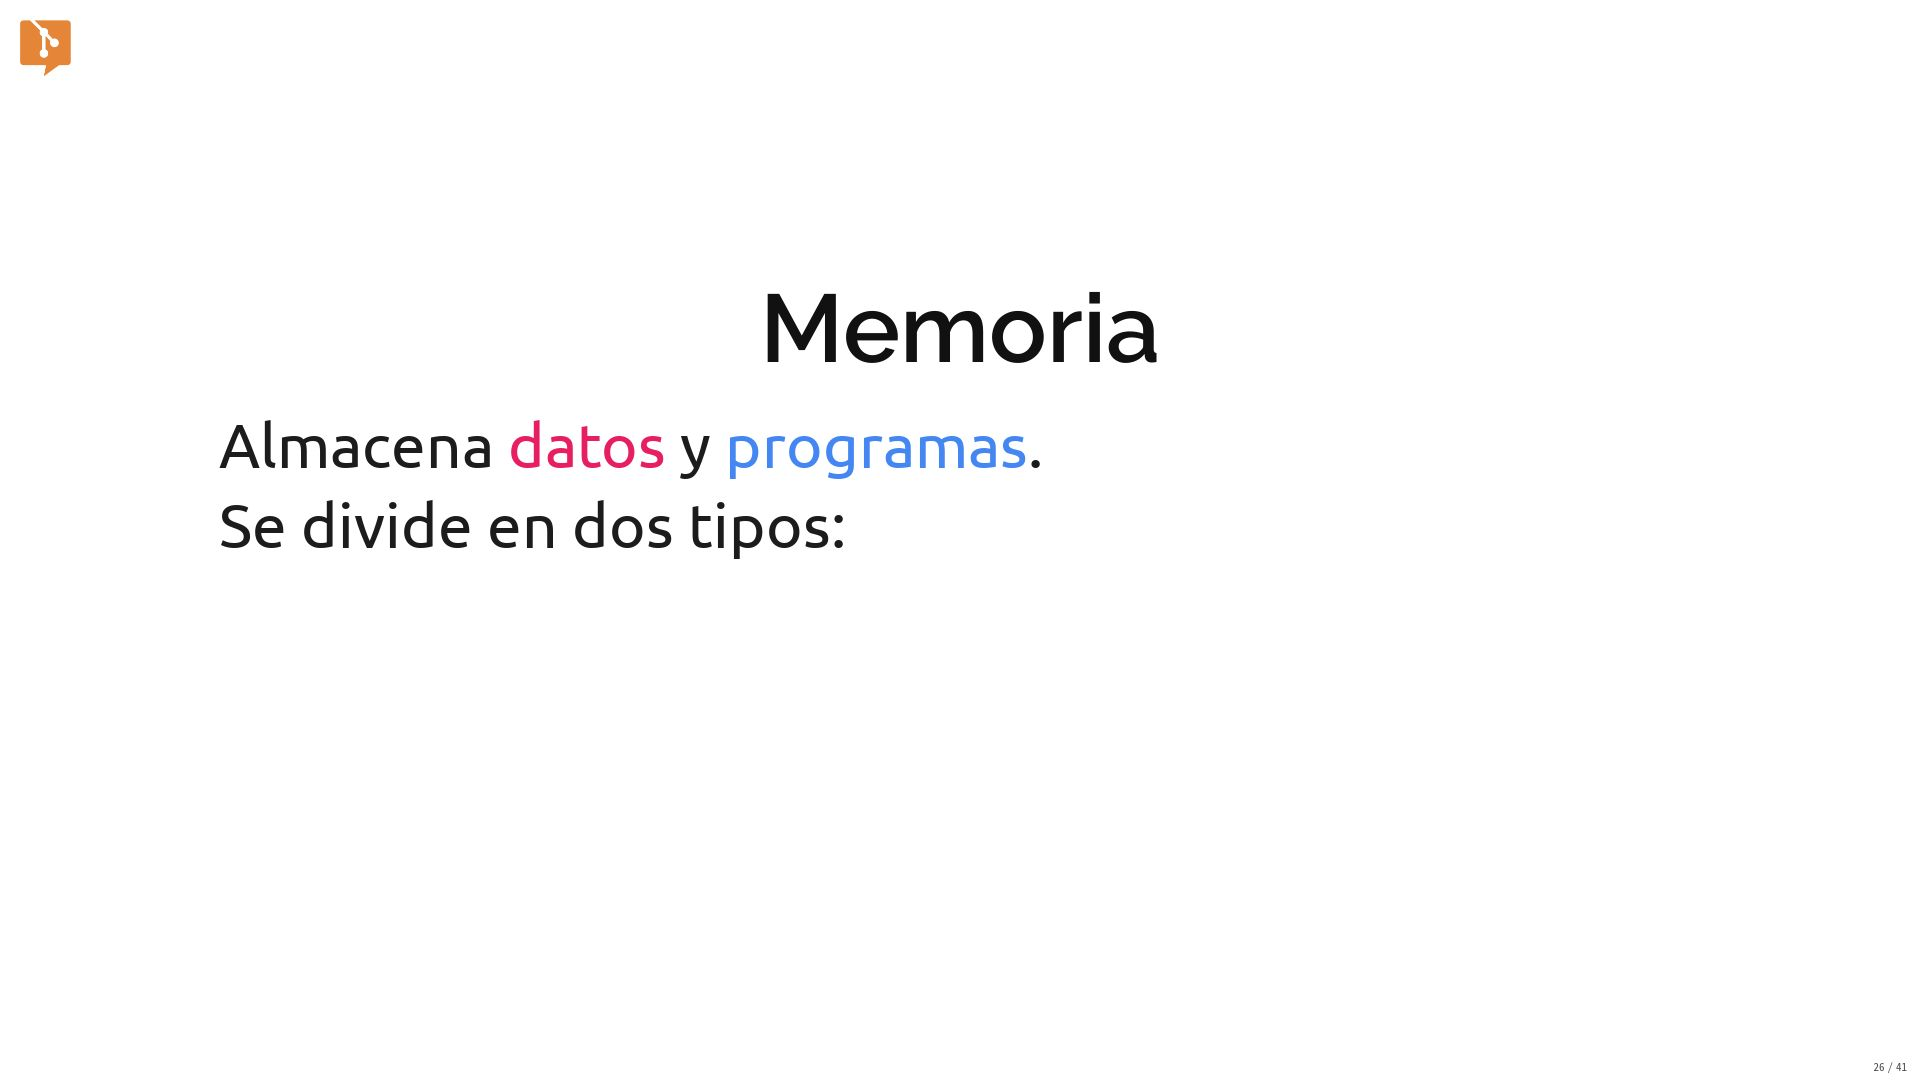 Memoria
Almacena datos y programas.
Se divide en dos tipos:
26 / 41